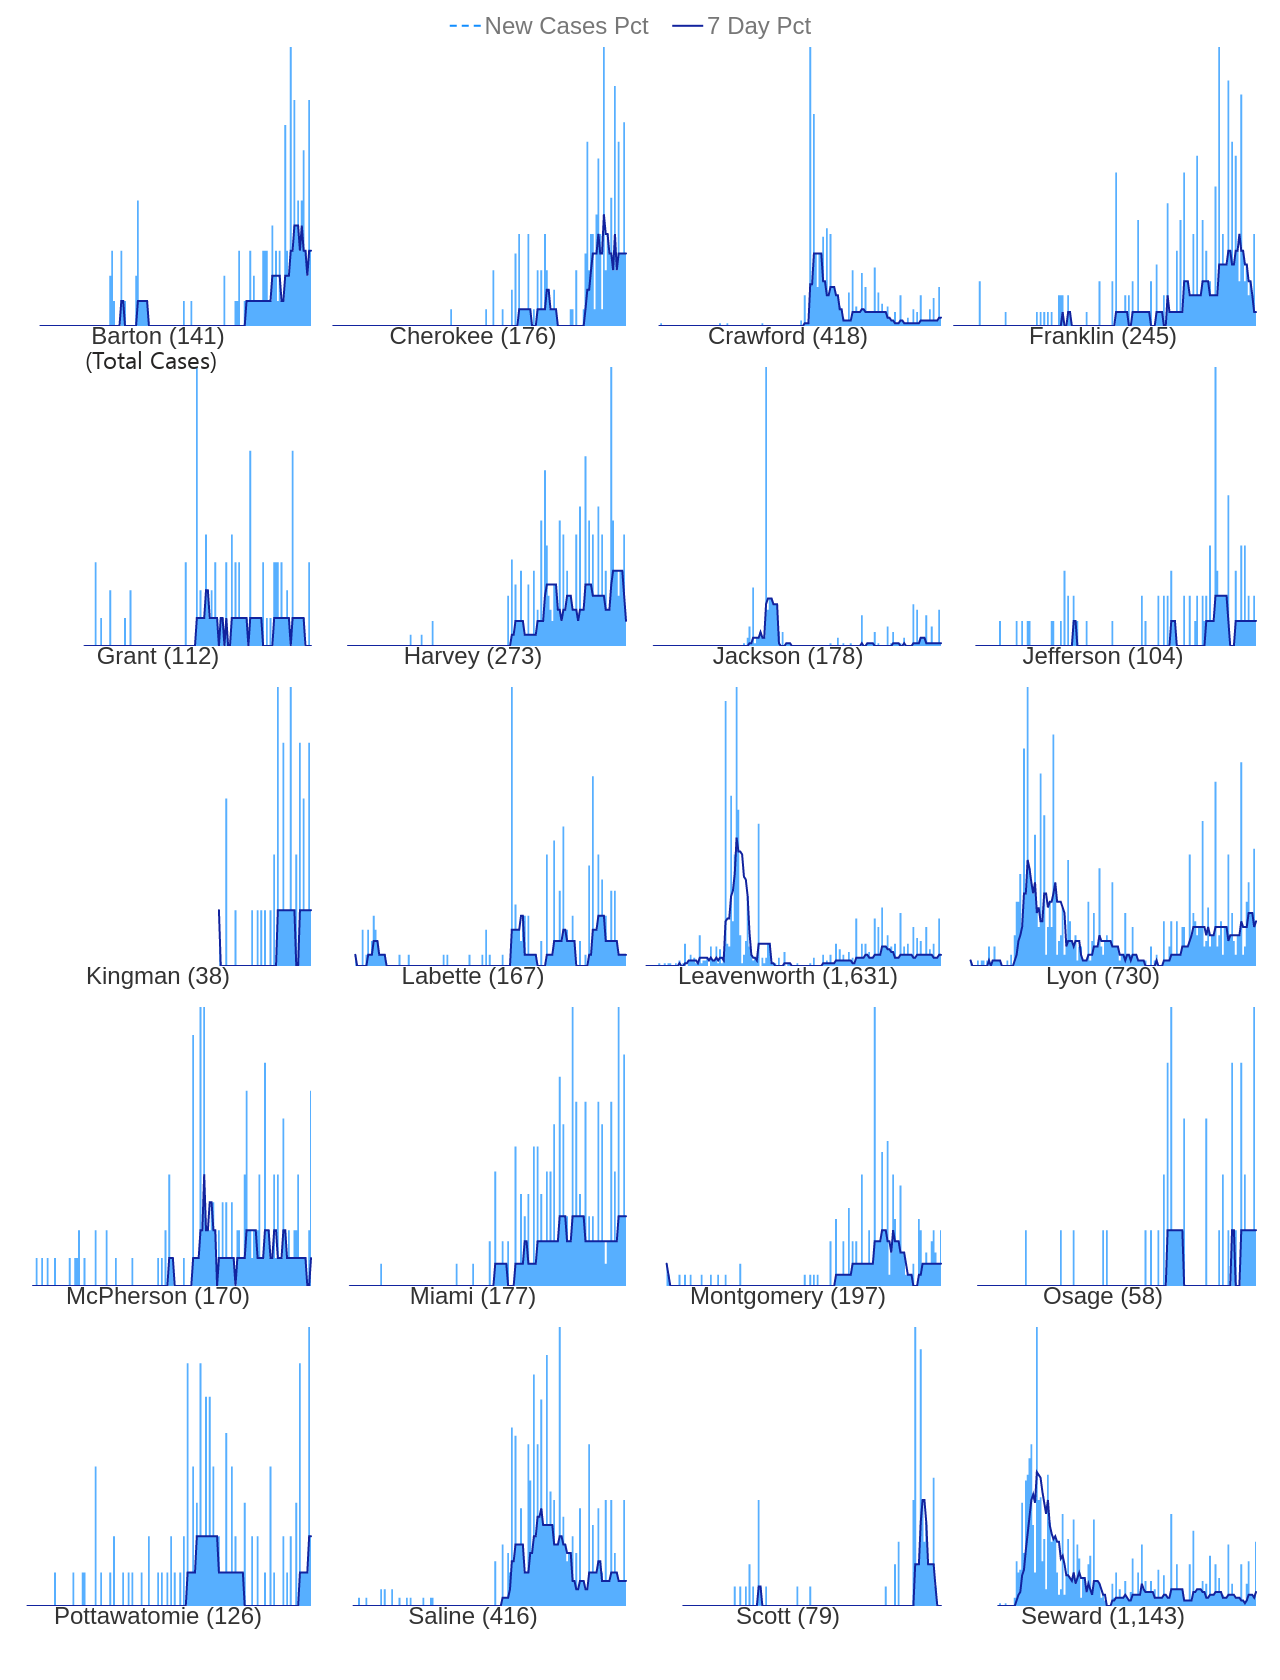 New Cases Pct 7 Day Pct
Barton (141) Cherokee (176) Crawford (418) Franklin (245)
(Total Cases)
Grant (112) Harvey (273) Jackson (178) Jefferson (104)
Kingman (38) Labette (167) Leavenworth (1,631) Lyon (730)
McPherson (170) Miami (177) Montgomery (197) Osage (58)
Pottawatomie (126) Saline (416) Scott (79) Seward (1,143)